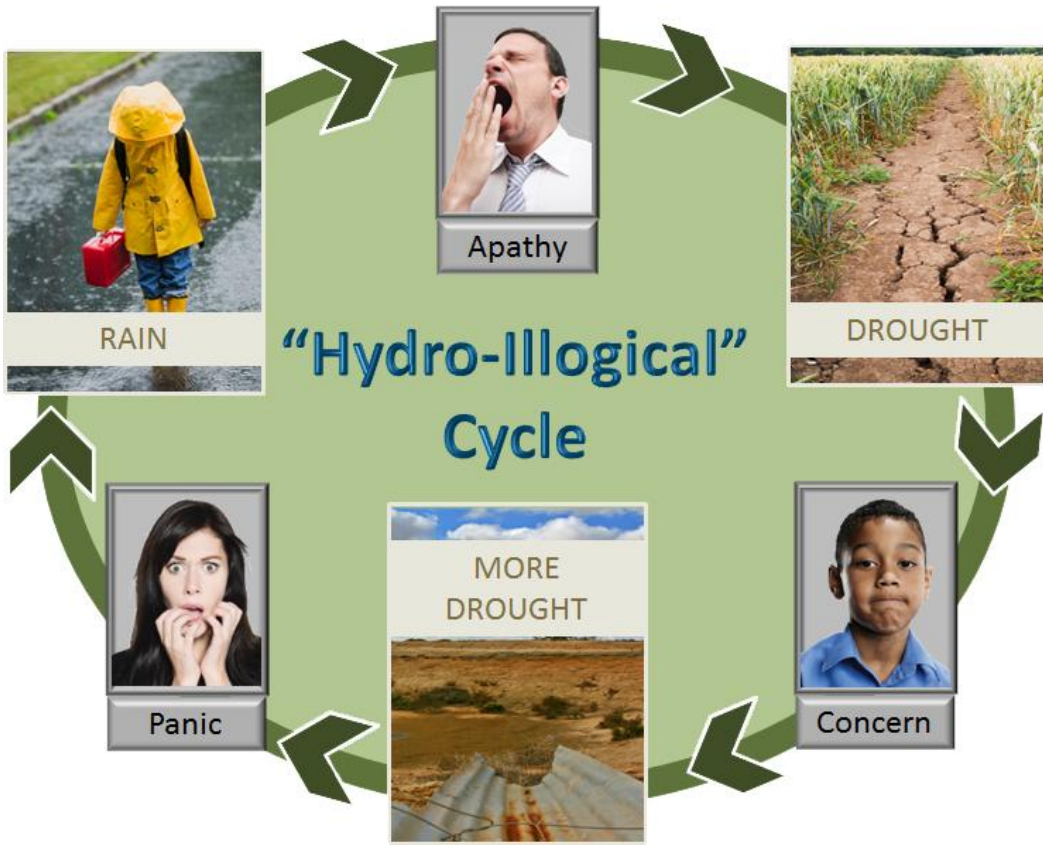 Apathy
RAIN
DROUGHT
“Hydro-Illogical”
Cycle
MORE
DROUGHT
Panic
Concern